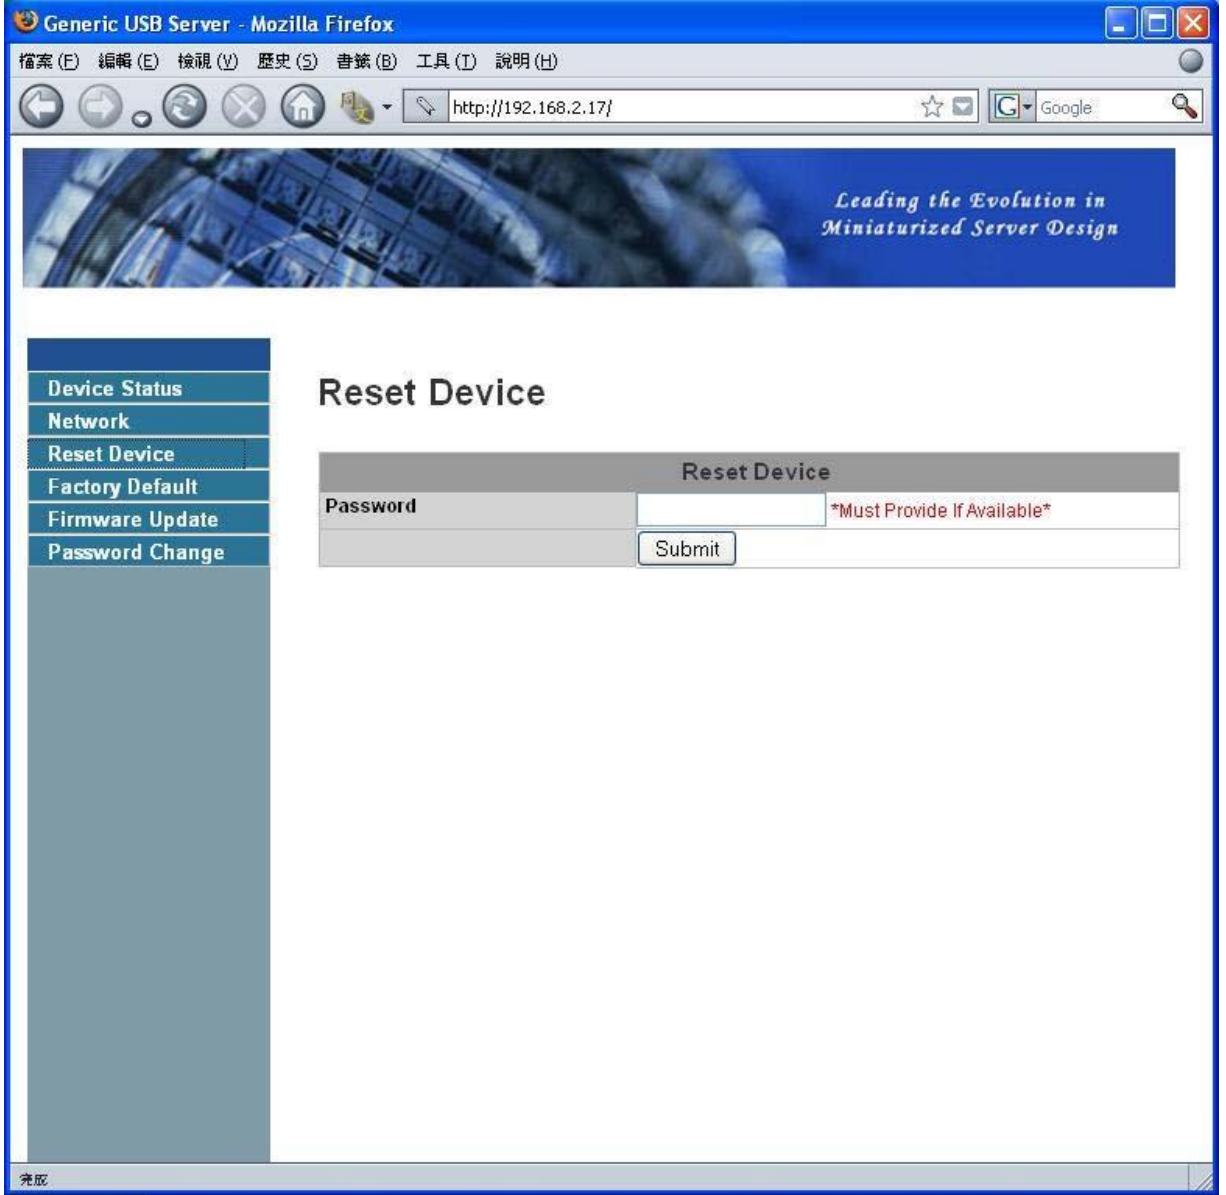 Generic USB Server - Mozilla Firefox
檔案(F) 編輯(E) 檢視(V) 歷史(S) 書籤(B) 工具(T) 說明(H)
http://192.168.2.17/ Google
Leading the Evolution in
Miniaturized Server Design
Device Status
Network
Reset Device
Factory Default
Firmware Update
Password Change
Reset Device
Reset Device
Password *Must Provide If Available*
Submit
完成